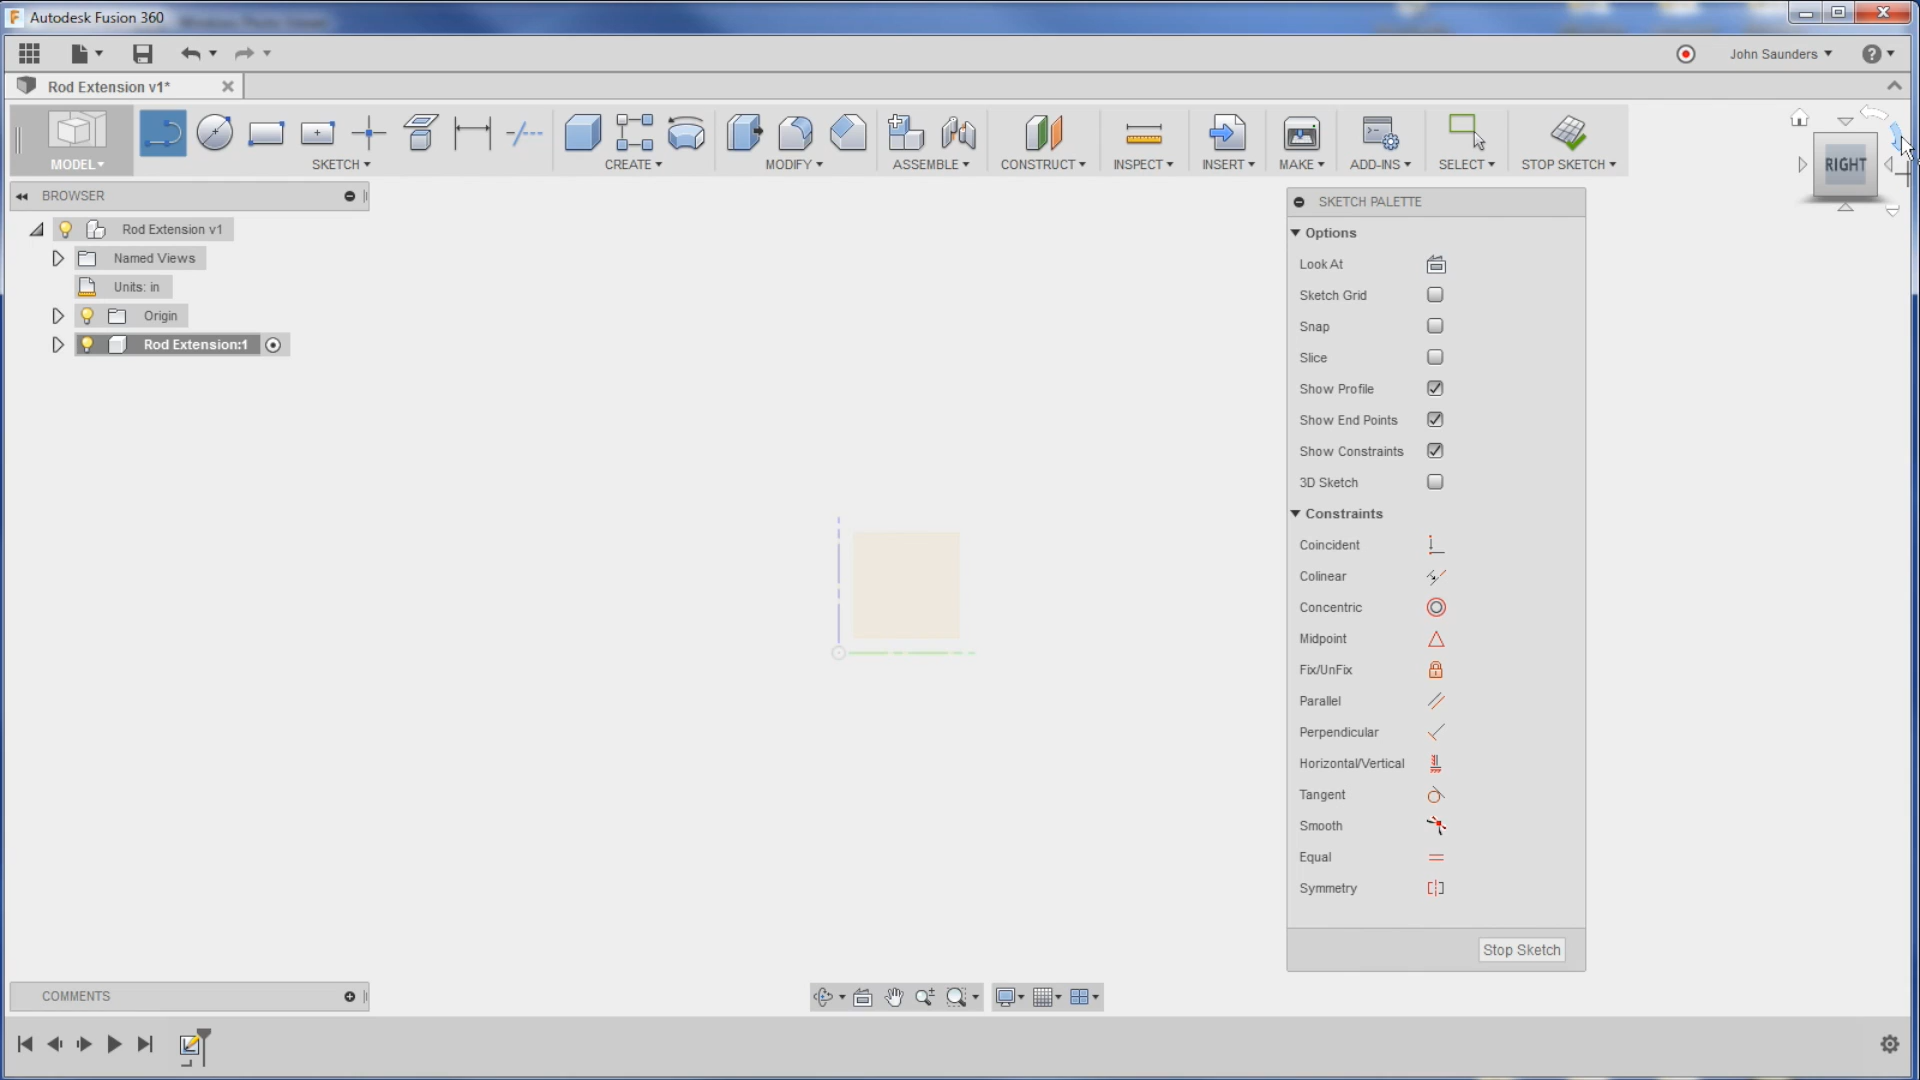 Autodesk Fusion 360
John Saunders
Rod Extension v1*
MODEL
SKETCH
CREATE
MODIFY
ASSEMBLE
CONSTRUCT
INSPECT
INSERT
MAKE
ADD-INS
SELECT
STOP SKETCH
RIGHT
BROWSER
Rod Extension v1
Named Views
Units: in
Origin
Rod Extension:1
SKETCH PALETTE
Options
Look At
Sketch Grid
Snap
Slice
Show Profile
Show End Points
Show Constraints
3D Sketch
Constraints
Coincident
Colinear
Concentric
Midpoint
Fix/UnFix
Parallel
Perpendicular
Horizontal/Vertical
Tangent
Smooth
Equal
Symmetry
Stop Sketch
COMMENTS